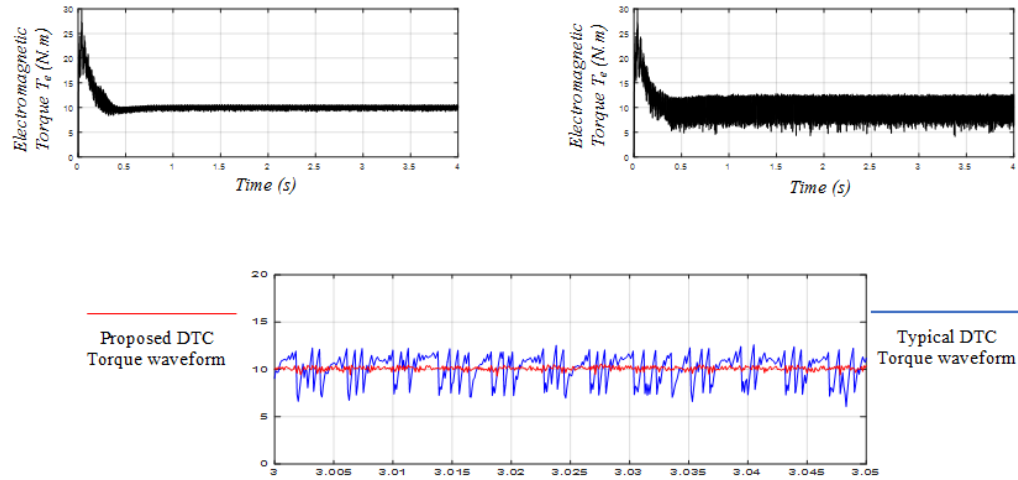 Electromagnetic
Torque T_e (N.m)
30
25
20
15
10
5
0
0 0.5 1 1.5 2 2.5 3 3.5 4
Time (s)
Electromagnetic
Torque T_e (N.m)
30
25
20
15
10
5
0
0 0.5 1 1.5 2 2.5 3 3.5 4
Time (s)
Proposed DTC
Torque waveform
20
15
10
5
0
3 3.005 3.01 3.015 3.02 3.025 3.03 3.035 3.04 3.045 3.05
Typical DTC
Torque waveform